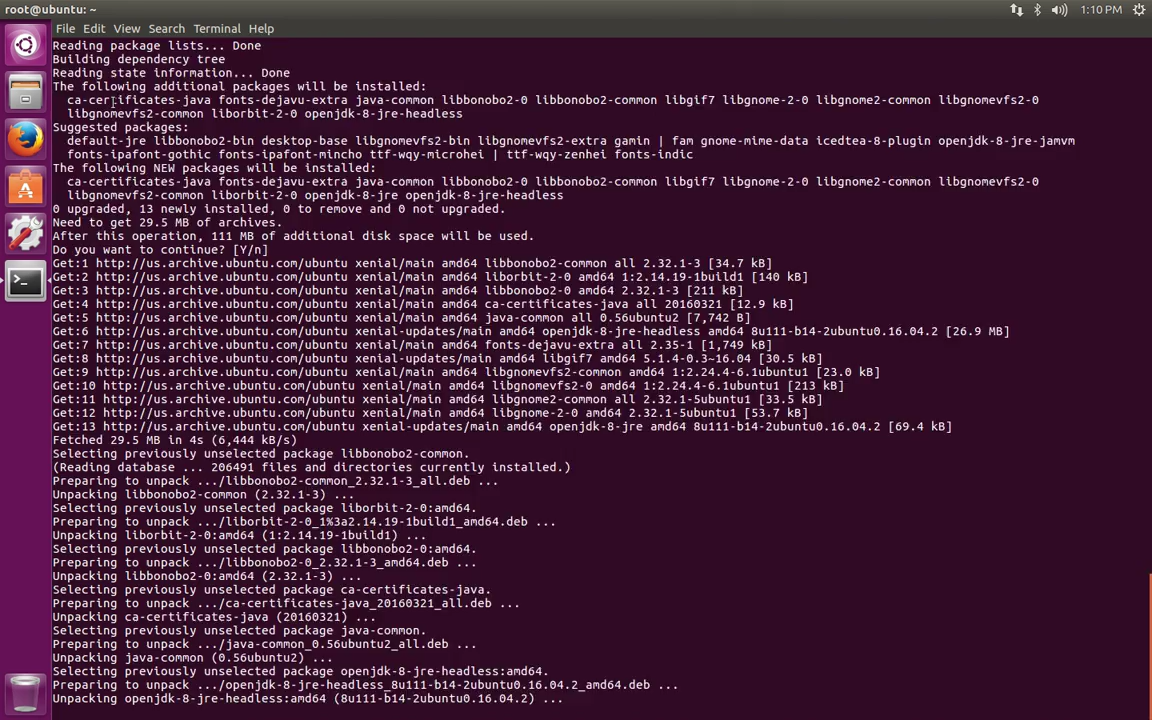 root@ubuntu: ~
1:10 PM
File Edit View Search Terminal Help
Reading package lists... Done
Building dependency tree
Reading state information... Done
The following additional packages will be installed:
  ca-certificates-java fonts-dejavu-extra java-common libbonobo2-0 libbonobo2-common libgif7 libgnome-2-0 libgnome2-common libgnomevfs2-0
  libgnomevfs2-common liborbit-2-0 openjdk-8-jre-headless
Suggested packages:
  default-jre libbonobo2-bin desktop-base libgnomevfs2-bin libgnomevfs2-extra gamin | fam gnome-mime-data icedtea-8-plugin openjdk-8-jre-jamvm
  fonts-ipafont-gothic fonts-ipafont-mincho ttf-wqy-microhei | ttf-wqy-zenhei fonts-indic
The following NEW packages will be installed:
  ca-certificates-java fonts-dejavu-extra java-common libbonobo2-0 libbonobo2-common libgif7 libgnome-2-0 libgnome2-common libgnomevfs2-0
  libgnomevfs2-common liborbit-2-0 openjdk-8-jre openjdk-8-jre-headless
0 upgraded, 13 newly installed, 0 to remove and 0 not upgraded.
Need to get 29.5 MB of archives.
After this operation, 111 MB of additional disk space will be used.
Do you want to continue? [Y/n]
Get:1 http://us.archive.ubuntu.com/ubuntu xenial/main amd64 libbonobo2-common all 2.32.1-3 [34.7 kB]
Get:2 http://us.archive.ubuntu.com/ubuntu xenial/main amd64 liborbit-2-0 amd64 1:2.14.19-1build1 [140 kB]
Get:3 http://us.archive.ubuntu.com/ubuntu xenial/main amd64 libbonobo2-0 amd64 2.32.1-3 [211 kB]
Get:4 http://us.archive.ubuntu.com/ubuntu xenial/main amd64 ca-certificates-java all 20160321 [12.9 kB]
Get:5 http://us.archive.ubuntu.com/ubuntu xenial/main amd64 java-common all 0.56ubuntu2 [7,742 B]
Get:6 http://us.archive.ubuntu.com/ubuntu xenial-updates/main amd64 openjdk-8-jre-headless amd64 8u111-b14-2ubuntu0.16.04.2 [26.9 MB]
Get:7 http://us.archive.ubuntu.com/ubuntu xenial/main amd64 fonts-dejavu-extra all 2.35-1 [1,749 kB]
Get:8 http://us.archive.ubuntu.com/ubuntu xenial-updates/main amd64 libgif7 amd64 5.1.4-0.3~16.04 [30.5 kB]
Get:9 http://us.archive.ubuntu.com/ubuntu xenial/main amd64 libgnomevfs2-common amd64 1:2.24.4-6.1ubuntu1 [23.0 kB]
Get:10 http://us.archive.ubuntu.com/ubuntu xenial/main amd64 libgnomevfs2-0 amd64 1:2.24.4-6.1ubuntu1 [213 kB]
Get:11 http://us.archive.ubuntu.com/ubuntu xenial/main amd64 libgnome2-common all 2.32.1-5ubuntu1 [33.5 kB]
Get:12 http://us.archive.ubuntu.com/ubuntu xenial/main amd64 libgnome-2-0 amd64 2.32.1-5ubuntu1 [53.7 kB]
Get:13 http://us.archive.ubuntu.com/ubuntu xenial-updates/main amd64 openjdk-8-jre amd64 8u111-b14-2ubuntu0.16.04.2 [69.4 kB]
Fetched 29.5 MB in 4s (6,444 kB/s)
Selecting previously unselected package libbonobo2-common.
(Reading database ... 206491 files and directories currently installed.)
Preparing to unpack .../libbonobo2-common_2.32.1-3_all.deb ...
Unpacking libbonobo2-common (2.32.1-3) ...
Selecting previously unselected package liborbit-2-0:amd64.
Preparing to unpack .../liborbit-2-0_1%3a2.14.19-1build1_amd64.deb ...
Unpacking liborbit-2-0:amd64 (1:2.14.19-1build1) ...
Selecting previously unselected package libbonobo2-0:amd64.
Preparing to unpack .../libbonobo2-0_2.32.1-3_amd64.deb ...
Unpacking libbonobo2-0:amd64 (2.32.1-3) ...
Selecting previously unselected package ca-certificates-java.
Preparing to unpack .../ca-certificates-java_20160321_all.deb ...
Unpacking ca-certificates-java (20160321) ...
Selecting previously unselected package java-common.
Preparing to unpack .../java-common_0.56ubuntu2_all.deb ...
Unpacking java-common (0.56ubuntu2) ...
Selecting previously unselected package openjdk-8-jre-headless:amd64.
Preparing to unpack .../openjdk-8-jre-headless_8u111-b14-2ubuntu0.16.04.2_amd64.deb ...
Unpacking openjdk-8-jre-headless:amd64 (8u111-b14-2ubuntu0.16.04.2) ...